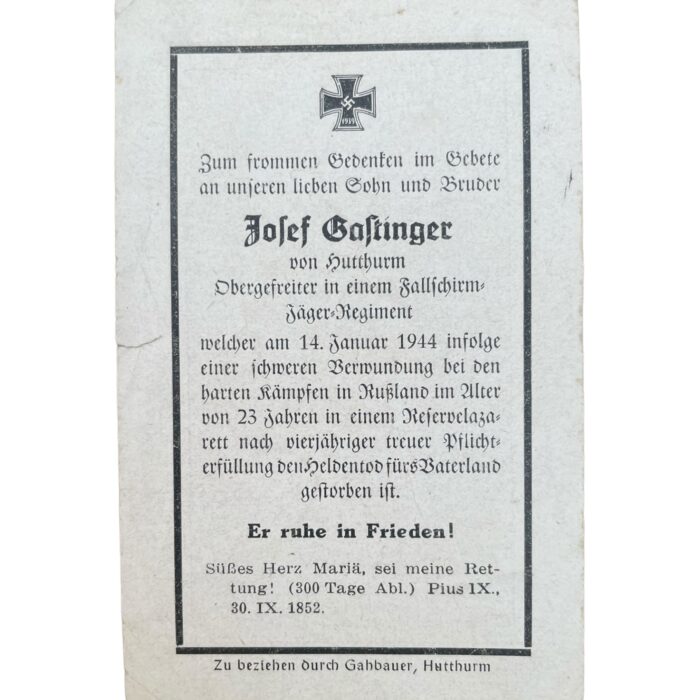 1939
Zum frommen Gedenken im Gebete
an unseren lieben Sohn und Bruder
Josef Gastinger
von Hutthurm
Obergefreiter in einem Fallschirm-
Jäger-Regiment
welcher am 14. Januar 1944 infolge
einer schweren Verwundung bei den
harten Kämpfen in Rußland im Alter
von 23 Jahren in einem Reservelaza-
rett nach vierjähriger treuer Pflicht-
erfüllung den Heldentod fürs Vaterland
gestorben ist.
Er ruhe in Frieden!
Süßes Herz Mariä, sei meine Ret-
tung! (300 Tage Abl.) Pius IX.,
30. IX. 1852.
Zu beziehen durch Gahbauer, Hutthurm